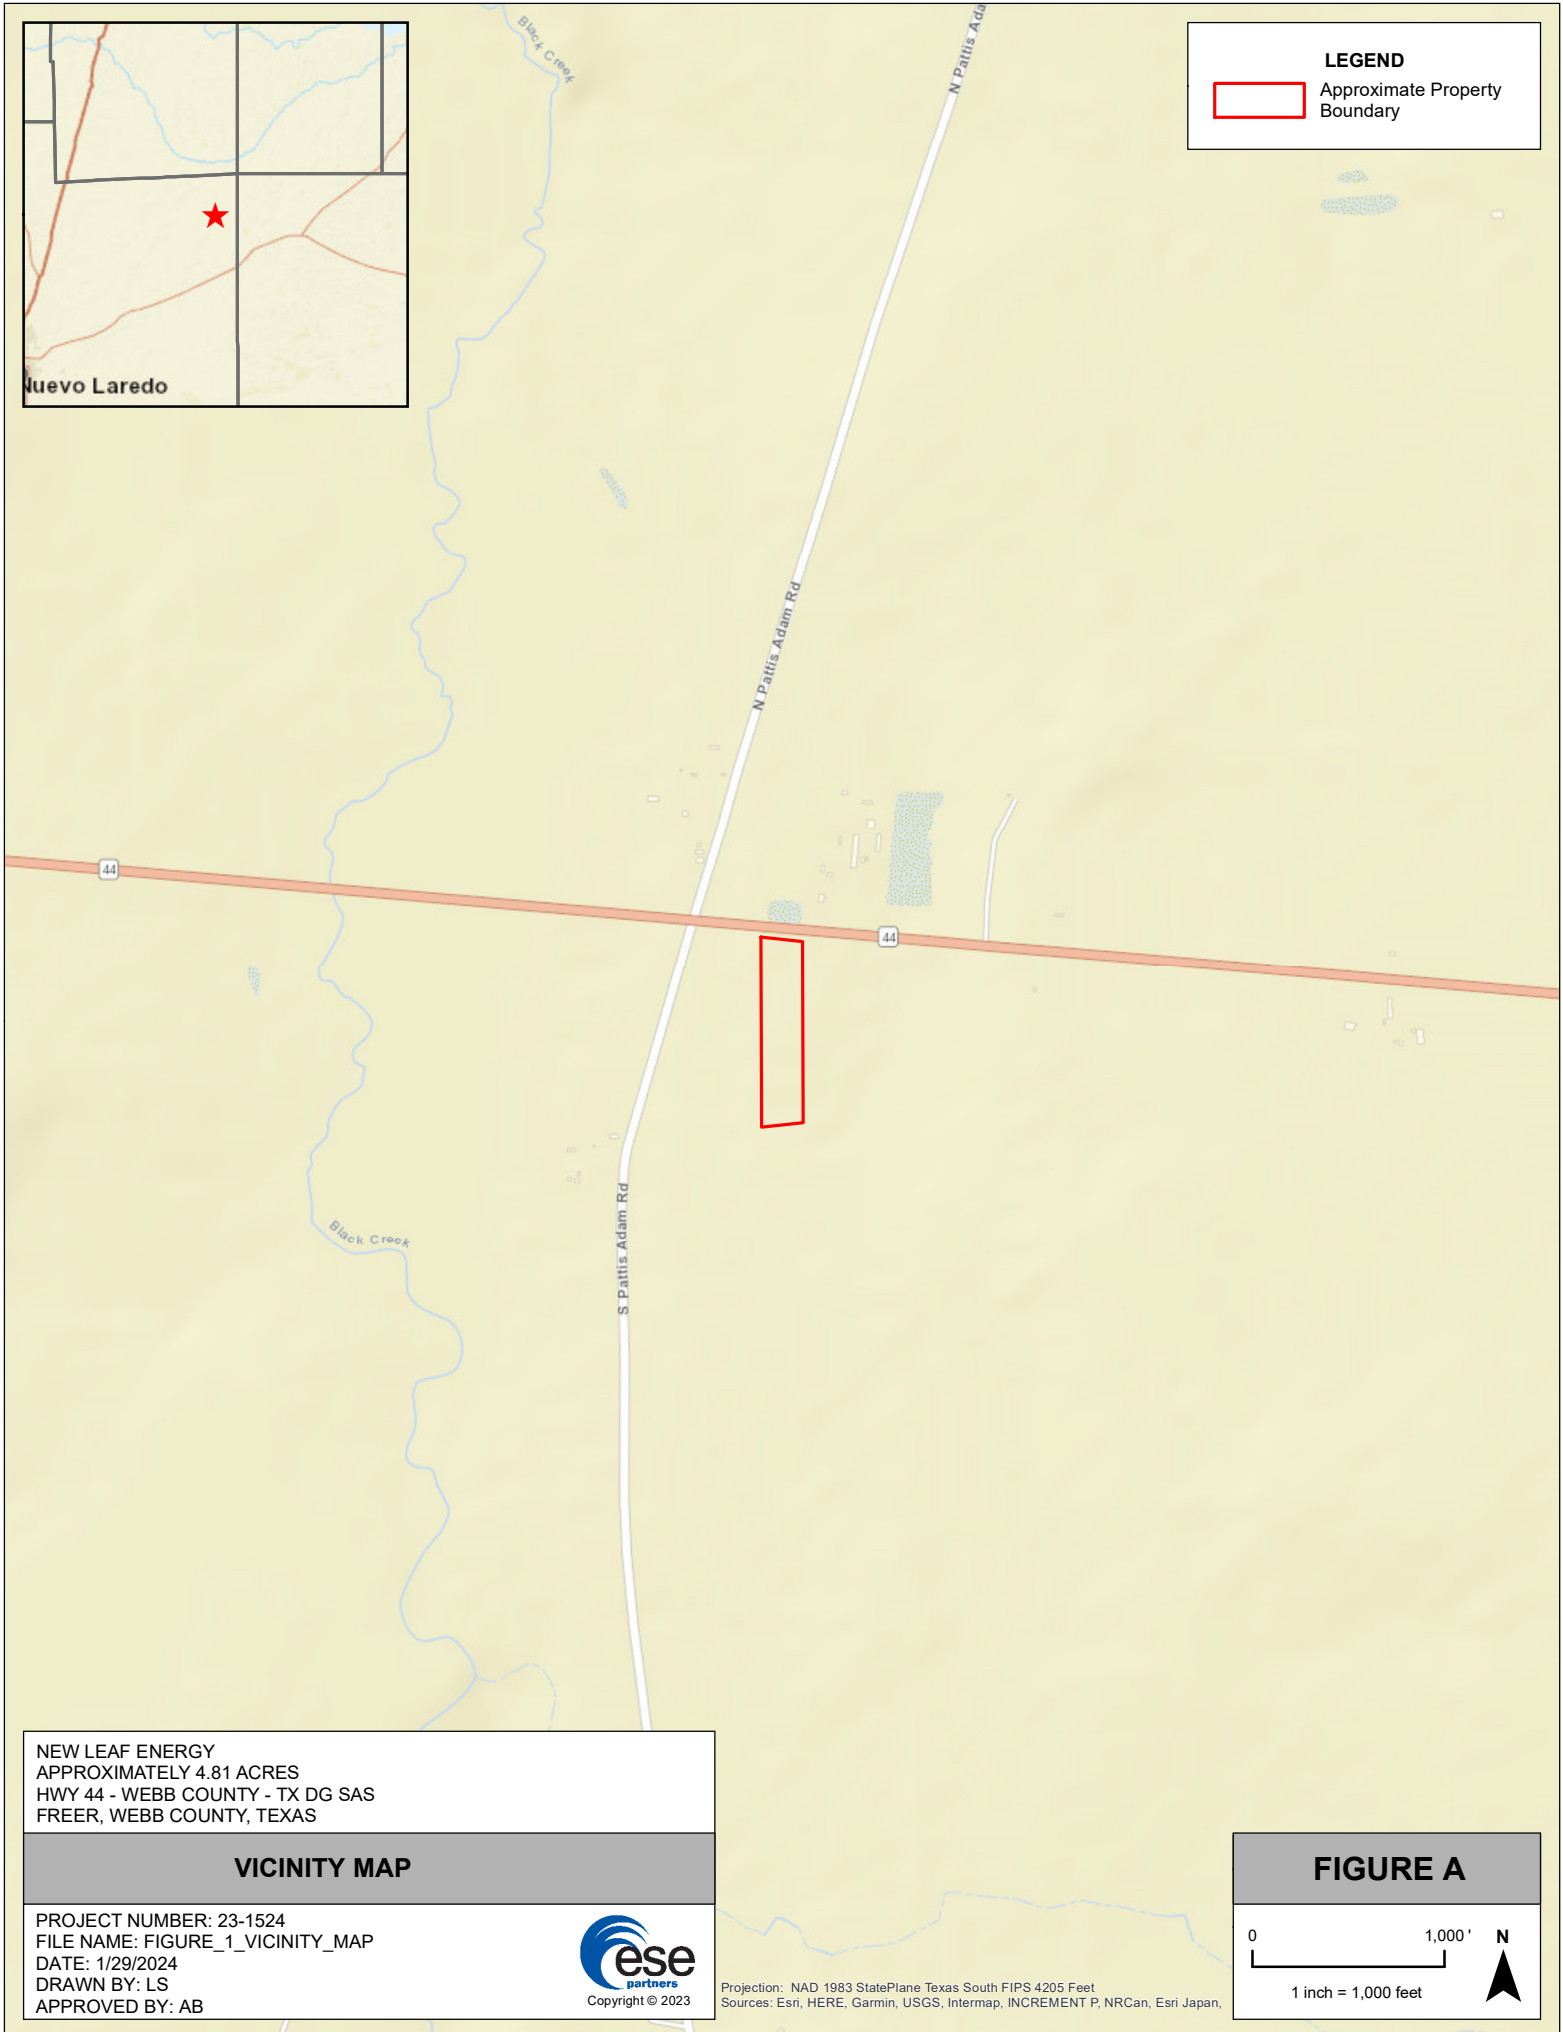 Black Creek
N Pattis Ada
LEGEND
Approximate Property
Boundary
Nuevo Laredo
N Pattis Adam Rd
44
44
Black Creek
S Pattis Adam Rd
NEW LEAF ENERGY
APPROXIMATELY 4.81 ACRES
HWY 44 - WEBB COUNTY - TX DG SAS
FREER, WEBB COUNTY, TEXAS
VICINITY MAP
PROJECT NUMBER: 23-1524
FILE NAME: FIGURE_1_VICINITY_MAP
DATE: 1/29/2024
DRAWN BY: LS
APPROVED BY: AB
ese
partners
Copyright © 2023
Projection: NAD 1983 StatePlane Texas South FIPS 4205 Feet
Sources: Esri, HERE, Garmin, USGS, Intermap, INCREMENT P, NRCan, Esri Japan,
FIGURE A
0 1,000 ' N
1 inch = 1,000 feet